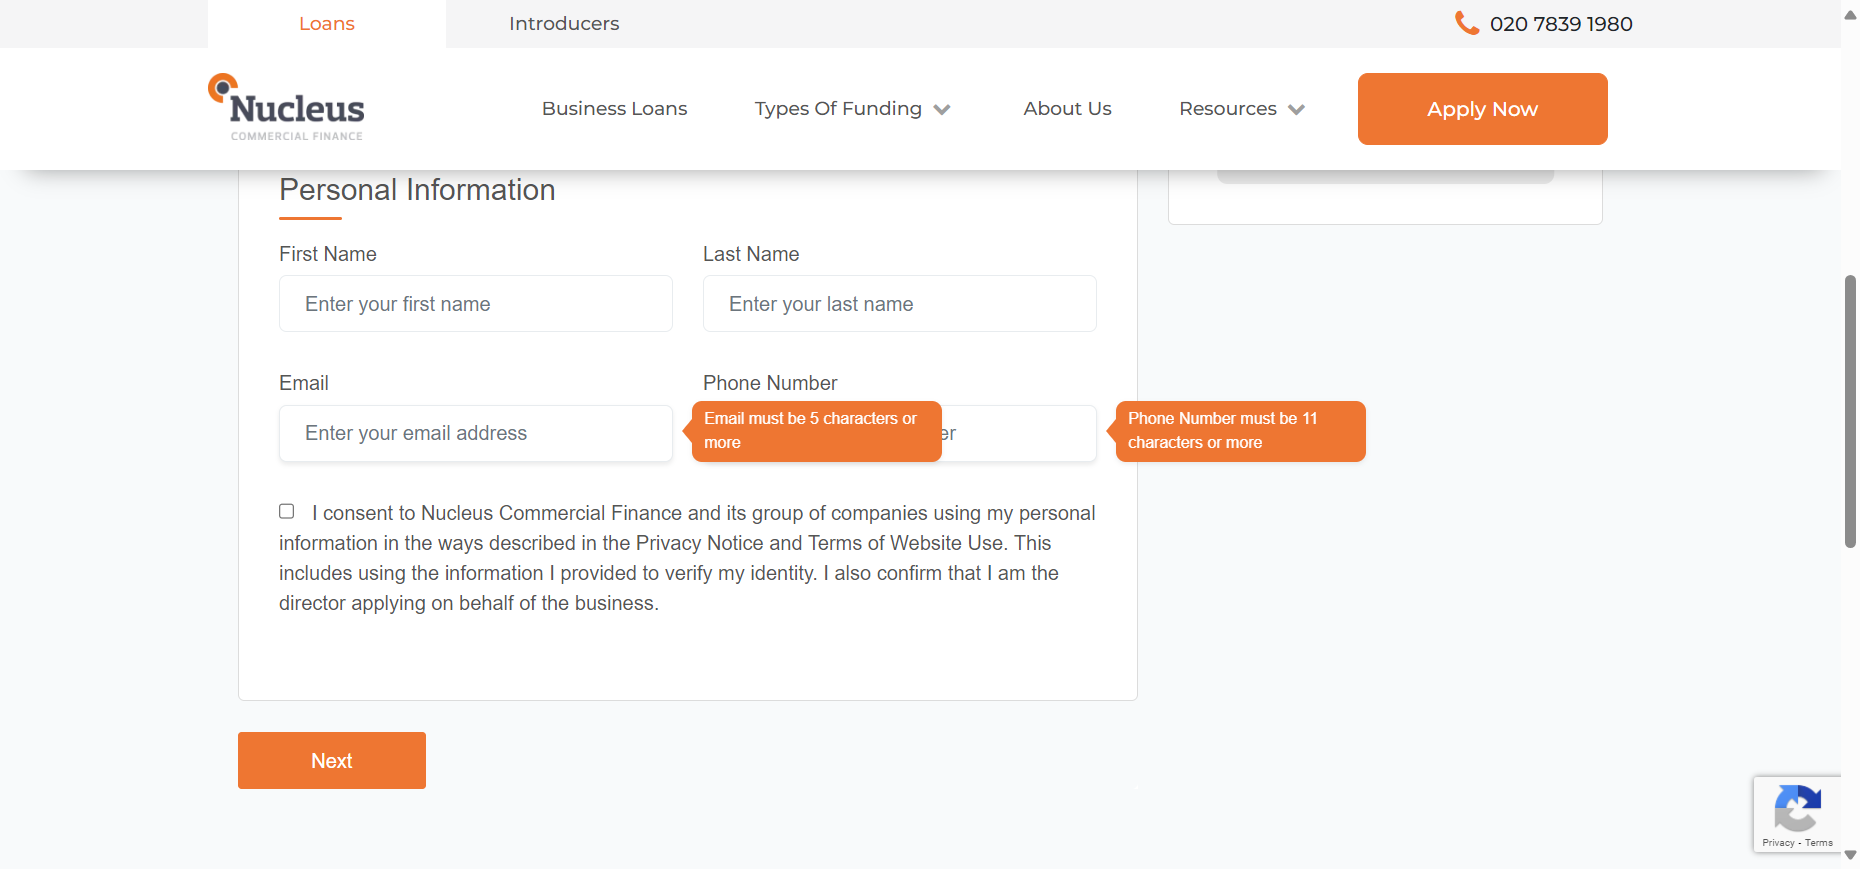 Loans
Introducers
020 7839 1980
Nucleus
COMMERCIAL FINANCE
Business Loans
Types Of Funding
About Us
Resources
Apply Now
Personal Information
First Name
Last Name
Enter your first name
Enter your last name
Email
Phone Number
Enter your email address
Email must be 5 characters or
more
er
Phone Number must be 11
characters or more
I consent to Nucleus Commercial Finance and its group of companies using my personal
information in the ways described in the Privacy Notice and Terms of Website Use. This
includes using the information I provided to verify my identity. I also confirm that I am the
director applying on behalf of the business.
Next
Privacy - Terms